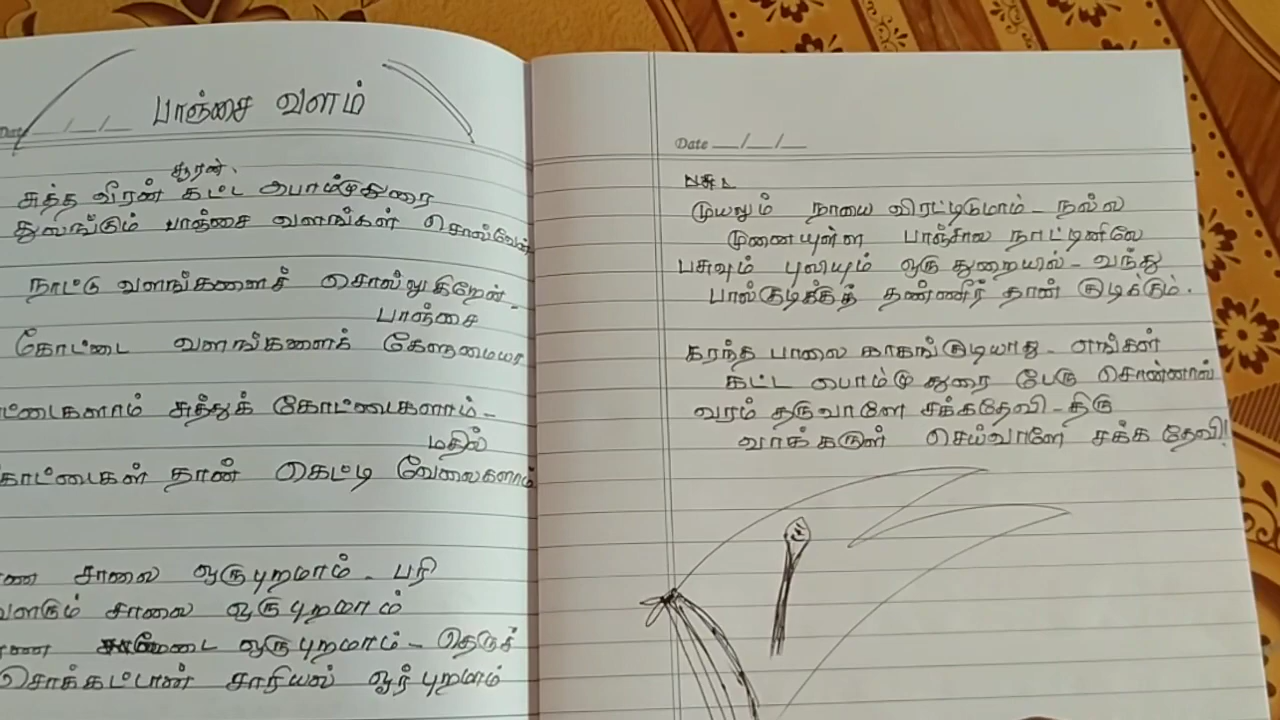 பாஞ்சை வளம்
Date
சூரன்.
சுத்த வீரன் கட்ட பொம்முதுரை
துலங்கும் பாஞ்சை வளங்கள் சொல்வேன்
நாட்டு வளங்களைச் சொல்லுகிறேன் -
பாஞ்சை
கோட்டை வளங்களைக் கேளுமையா
ட்டைகளாம் சுத்துக் கோட்டைகளாம் -
மதில்
கோட்டைகள் தான் கெட்டி வேலைகளாம்
சாலை ஒருபுறமாம் - பரி
வளரும் சாலை ஒருபுறமாம்
ஒருபுறமாம் - தெருச்
சொக்கட்டான் சாரியல் ஓர்புறமாம்
Date
முயலும் நாயை விரட்டிடுமாம் - நல்ல
முனையுள்ள பாஞ்சால நாட்டினிலே
பசுவும் புலியும் ஒரு துறையில் - வந்து
பால்குடிக்குத் தண்ணீர் தான் குடிக்கும்.
கரந்த பாலை காகங்குடியாது - எங்கள்
கட்ட பொம்மு துரை பேரு சொன்னால்
வரம் தருவாளே சக்கதேவி - திரு
வாக்கருள் செய்வாளே சக்க தேவி!